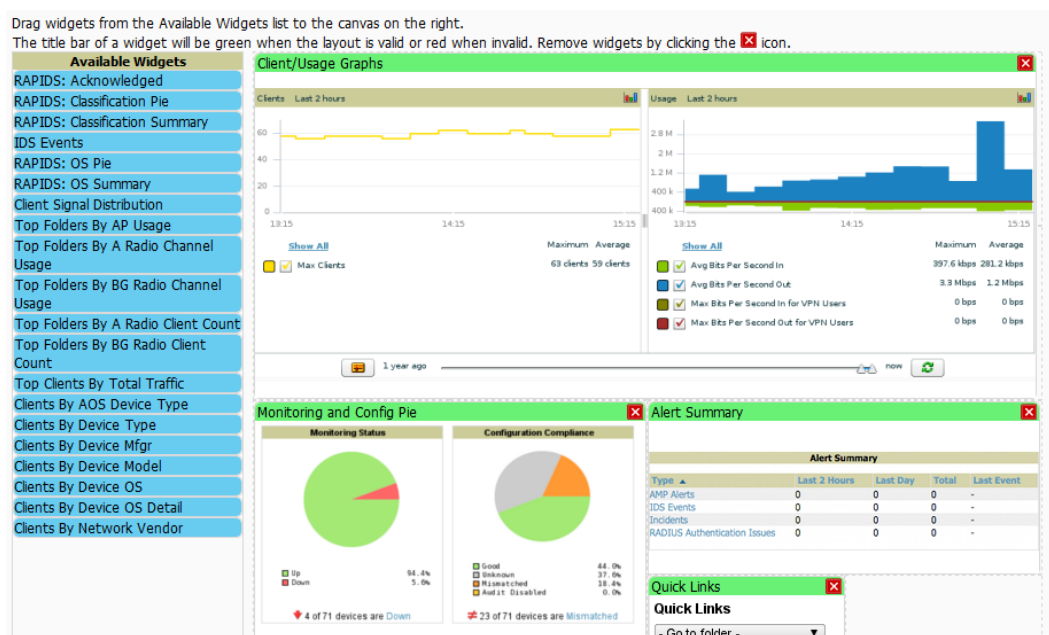 Drag widgets from the Available Widgets list to the canvas on the right.
The title bar of a widget will be green when the layout is valid or red when invalid. Remove widgets by clicking the icon.
Available Widgets
RAPIDS: Acknowledged
RAPIDS: Classification Pie
RAPIDS: Classification Summary
IDS Events
RAPIDS: OS Pie
RAPIDS: OS Summary
Client Signal Distribution
Top Folders By AP Usage
Top Folders By A Radio Channel
Usage
Top Folders By BG Radio Channel
Usage
Top Folders By A Radio Client Count
Top Folders By BG Radio Client
Count
Top Clients By Total Traffic
Clients By AOS Device Type
Clients By Device Type
Clients By Device Mfgr
Clients By Device Model
Clients By Device OS
Clients By Device OS Detail
Clients By Network Vendor
Client/Usage Graphs
Clients Last 2 hours
60
40
20
0
13:15 14:15 15:15
Show All Maximum Average
Max Clients 63 clients 59 clients
Usage Last 2 hours
2.8 M
2 M
1.2 M
400 k
400 k
13:15 14:15 15:15
Show All Maximum Average
Avg Bits Per Second In 397.6 kbps 281.2 kbps
Avg Bits Per Second Out 3.3 Mbps 1.2 Mbps
Max Bits Per Second In for VPN Users 0 bps 0 bps
Max Bits Per Second Out for VPN Users 0 bps 0 bps
1 year ago now
Monitoring and Config Pie
Monitoring Status
Up 94.4%
Down 5.6%
4 of 71 devices are Down
Configuration Compliance
Good 44.0%
Unknown 37.6%
Mismatched 18.4%
Audit Disabled 0.0%
23 of 71 devices are Mismatched
Alert Summary
Alert Summary
Type Last 2 Hours Last Day Total Last Event
AMP Alerts 0 0 0 -
IDS Events 0 0 0 -
Incidents 0 0 0 -
RADIUS Authentication Issues 0 0 0 -
Quick Links
Quick Links
- Go to folder -